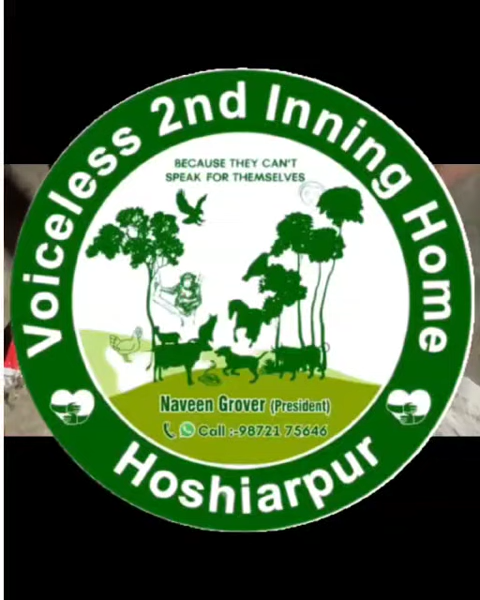 Voiceless 2nd Inning Home
BECAUSE THEY CAN'T
SPEAK FOR THEMSELVES
Naveen Grover (President)
Call :-98721 75646
Hoshiarpur